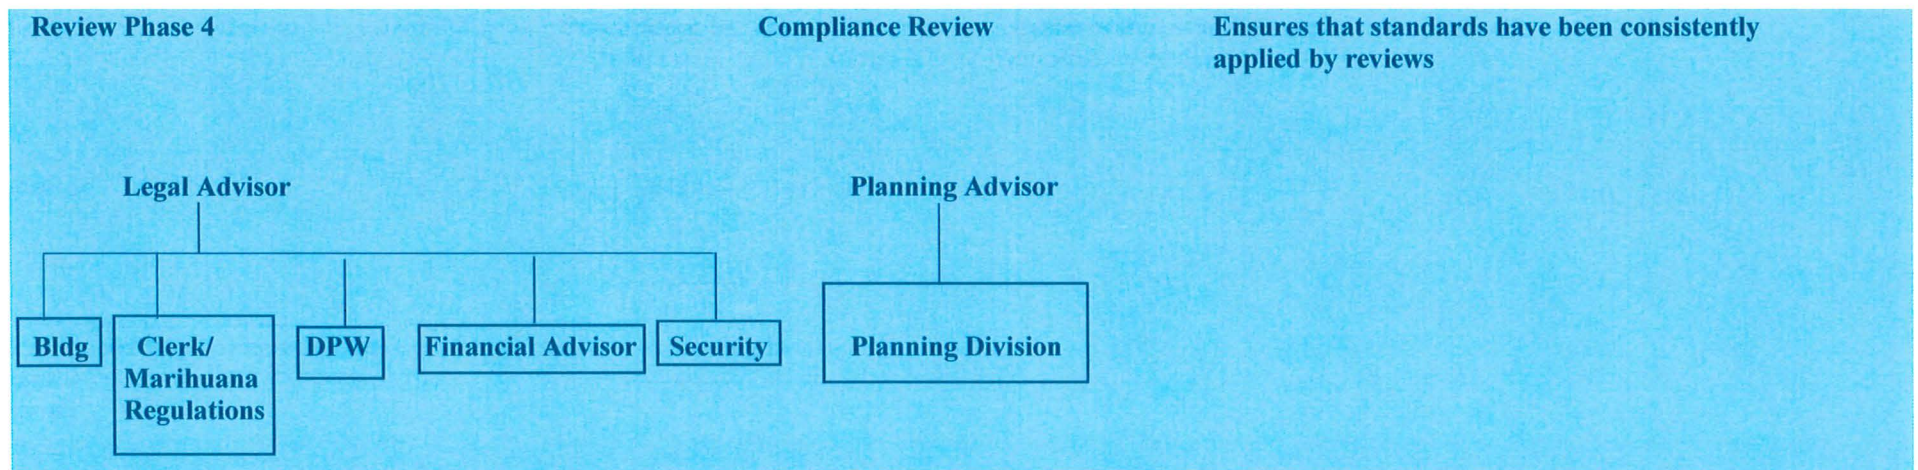 Review Phase 4
Compliance Review
Ensures that standards have been consistently
applied by reviews
Legal Advisor
Planning Advisor
Bldg
Clerk/
Marihuana
Regulations
DPW
Financial Advisor
Security
Planning Division